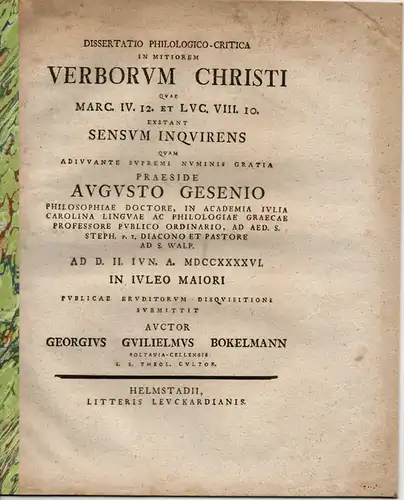 DISSERTATIO PHILOLOGICO-CRITICA
IN MITIOREM
VERBORVM CHRISTI
QVAE
MARC. IV. 12. ET LVC. VIII. 10.
EXSTANT
SENSVM INQVIRENS
QVAM
ADIVVANTE SVPREMI NVMINIS GRATIA
PRAESIDE
AVGVSTO GESENIO
PHILOSOPHIAE DOCTORE, IN ACADEMIA IVLIA
CAROLINA LINGVAE AC PHILOLOGIAE GRAECAE
PROFESSORE PVBLICO ORDINARIO, AD AED. S.
STEPH. P. T. DIACONO ET PASTORE
AD S. WALP.
AD D. II. IVN. A. MDCCXXXXVI.
IN IVLEO MAIORI
PVBLICAE ERVDITORVM DISQVISITIONI
SVBMITTIT
AVCTOR
GEORGIVS GVILIELMVS BOKELMANN
SOLTAVIA-CELLENSIS
S. S. THEOL. CVLTOR.
HELMSTADII,
LITTERIS LEVCKARDIANIS.